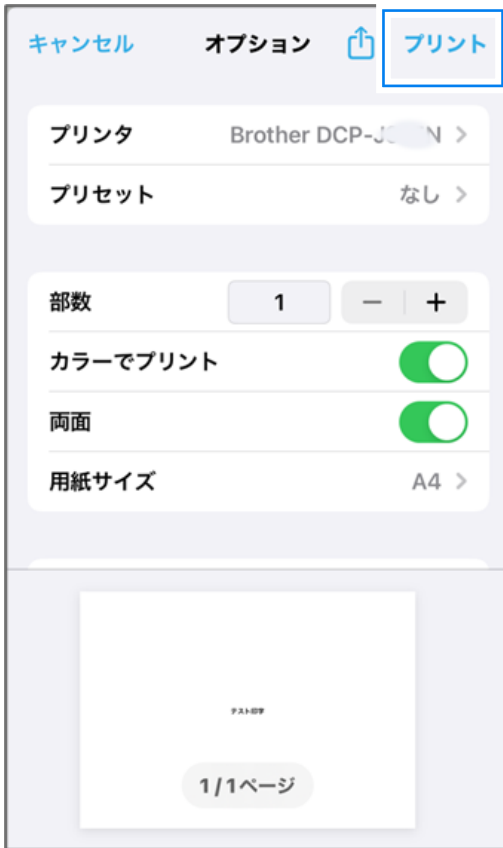 キャンセル オプション プリント
プリンタ Brother
プリセット なし
部数 1 − +
カラーでプリント
両面
用紙サイズ A4
テスト印字
1/1ページ